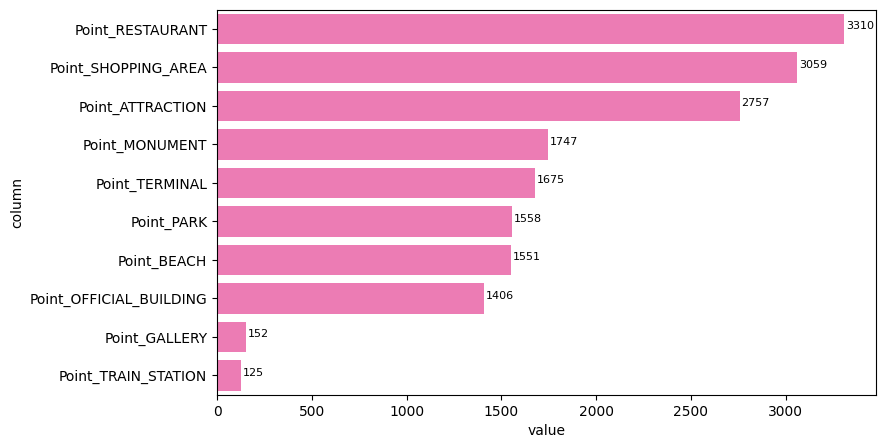 Point_RESTAURANT 3310
Point_SHOPPING_AREA 3059
Point_ATTRACTION 2757
Point_MONUMENT 1747
Point_TERMINAL 1675
Point_PARK 1558
Point_BEACH 1551
Point_OFFICIAL_BUILDING 1406
Point_GALLERY 152
Point_TRAIN_STATION 125
column
0 500 1000 1500 2000 2500 3000
value